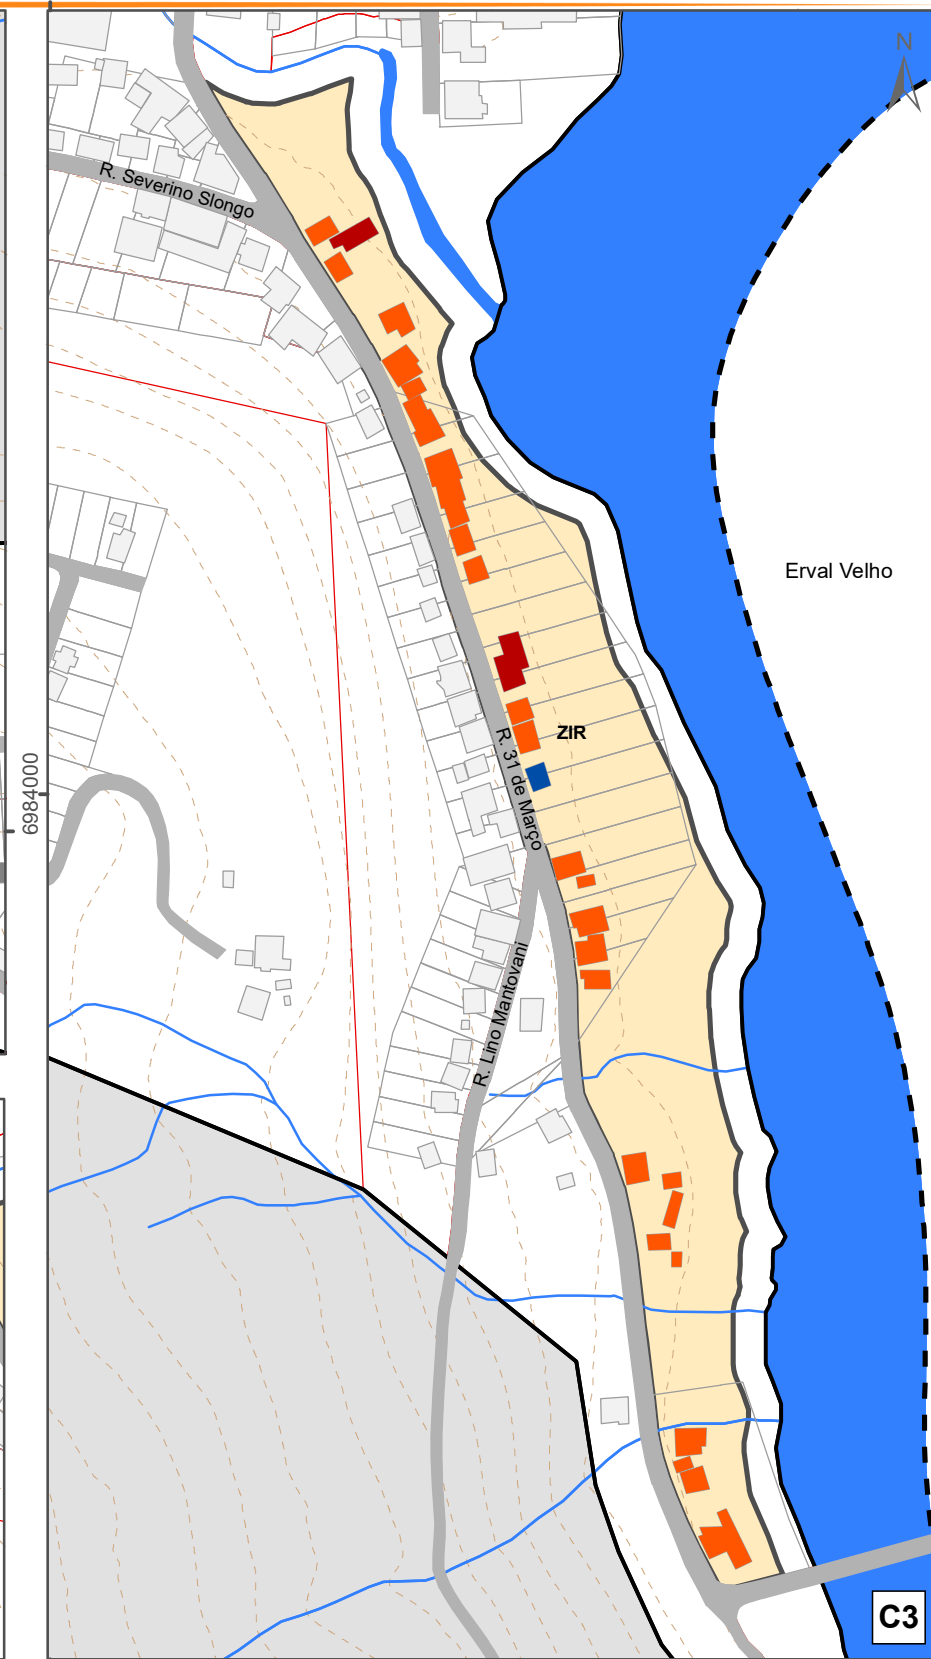 N
R. Severino Slongo
Erval Velho
ZIR
R. 31 de Março
6984000
R. Lino Mantovani
C3